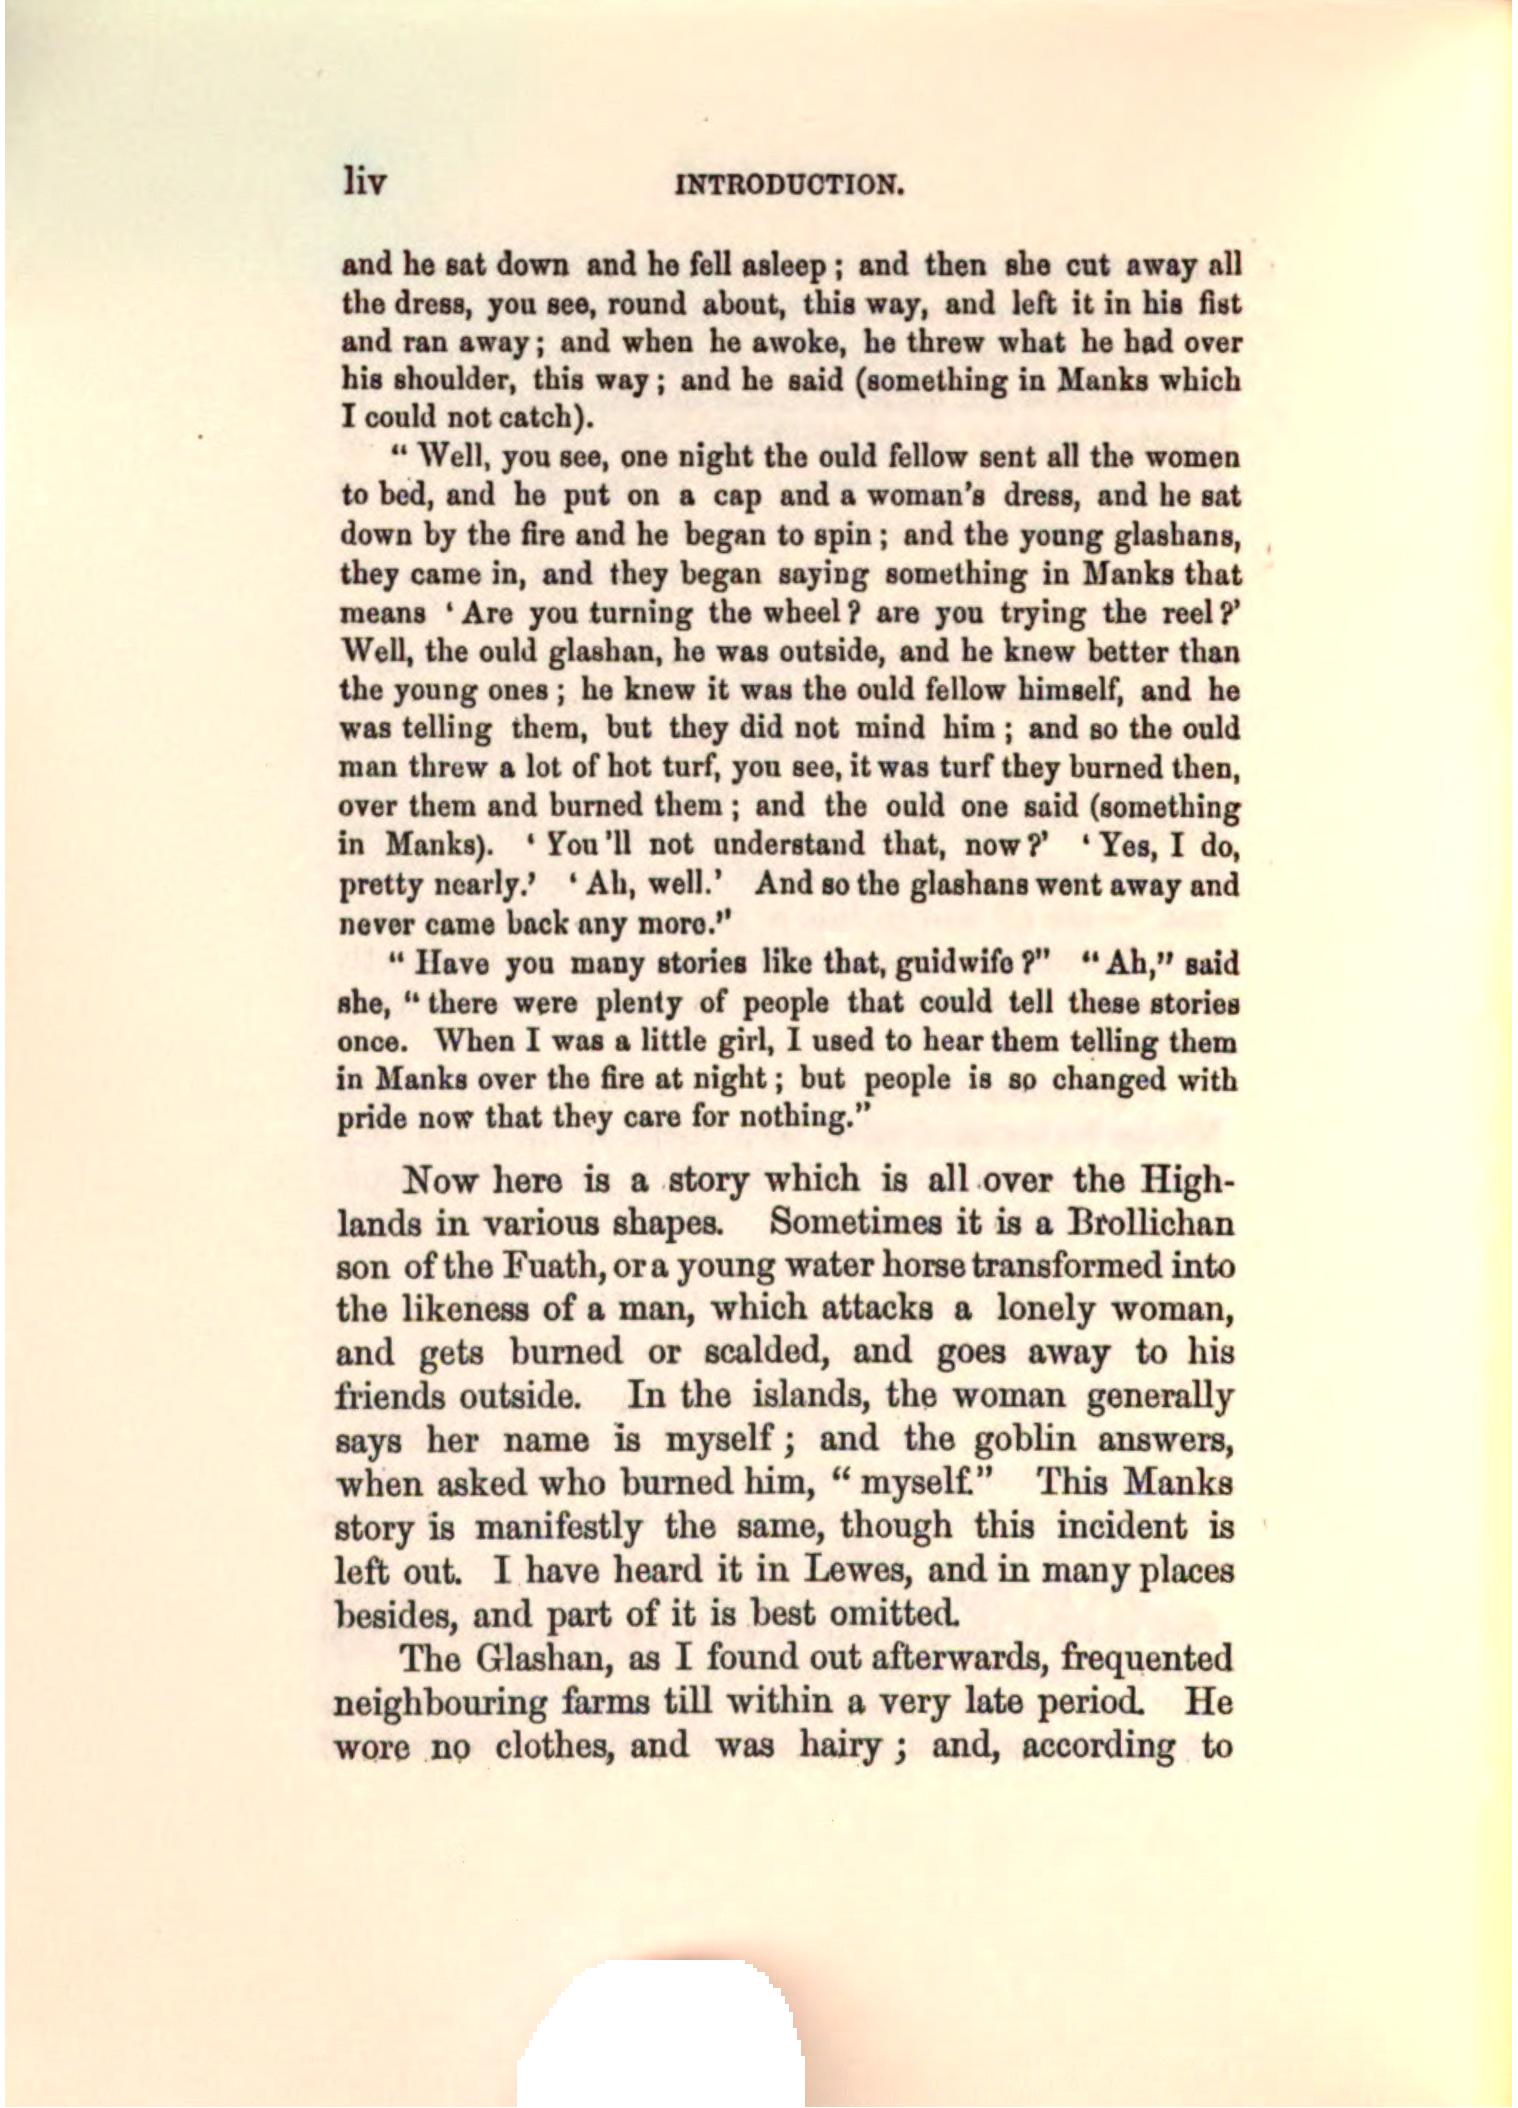 liv INTRODUCTION.
and he sat down and he fell asleep; and then she cut away all
the dress, you see, round about, this way, and left it in his fist
and ran away; and when he awoke, he threw what he had over
his shoulder, this way; and he said (something in Manks which
I could not catch).
“Well, you see, one night the ould fellow sent all the women
to bed, and he put on a cap and a woman's dress, and he sat
down by the fire and he began to spin; and the young glashans,
they came in, and they began saying something in Manks that
means ‘Are you turning the wheel? are you trying the reel?’
Well, the ould glashan, he was outside, and he knew better than
the young ones; he knew it was the ould fellow himself, and he
was telling them, but they did not mind him; and so the ould
man threw a lot of hot turf, you see, it was turf they burned then,
over them and burned them; and the ould one said (something
in Manks). ‘You'll not understand that, now?’ ‘Yes, I do,
pretty nearly.’ ‘Ah, well.’ And so the glashans went away and
never came back any more.”
“Have you many stories like that, guidwife?” “Ah,” said
she, “there were plenty of people that could tell these stories
once. When I was a little girl, I used to hear them telling them
in Manks over the fire at night; but people is so changed with
pride now that they care for nothing.”
Now here is a story which is all over the High-
lands in various shapes. Sometimes it is a Brollichan
son of the Fuath, or a young water horse transformed into
the likeness of a man, which attacks a lonely woman,
and gets burned or scalded, and goes away to his
friends outside. In the islands, the woman generally
says her name is myself; and the goblin answers,
when asked who burned him, “myself.” This Manks
story is manifestly the same, though this incident is
left out. I have heard it in Lewes, and in many places
besides, and part of it is best omitted.
The Glashan, as I found out afterwards, frequented
neighbouring farms till within a very late period. He
wore no clothes, and was hairy; and, according to